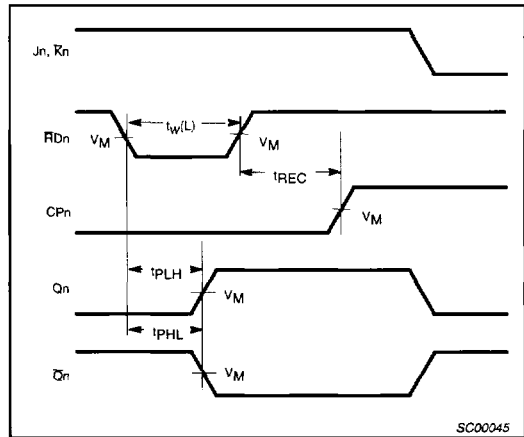 Jn, K̅n
R̅Dn
VM
tw(L)
VM
tREC
CPn
VM
tPLH
Qn
VM
tPHL
Q̅n
VM
SC00045